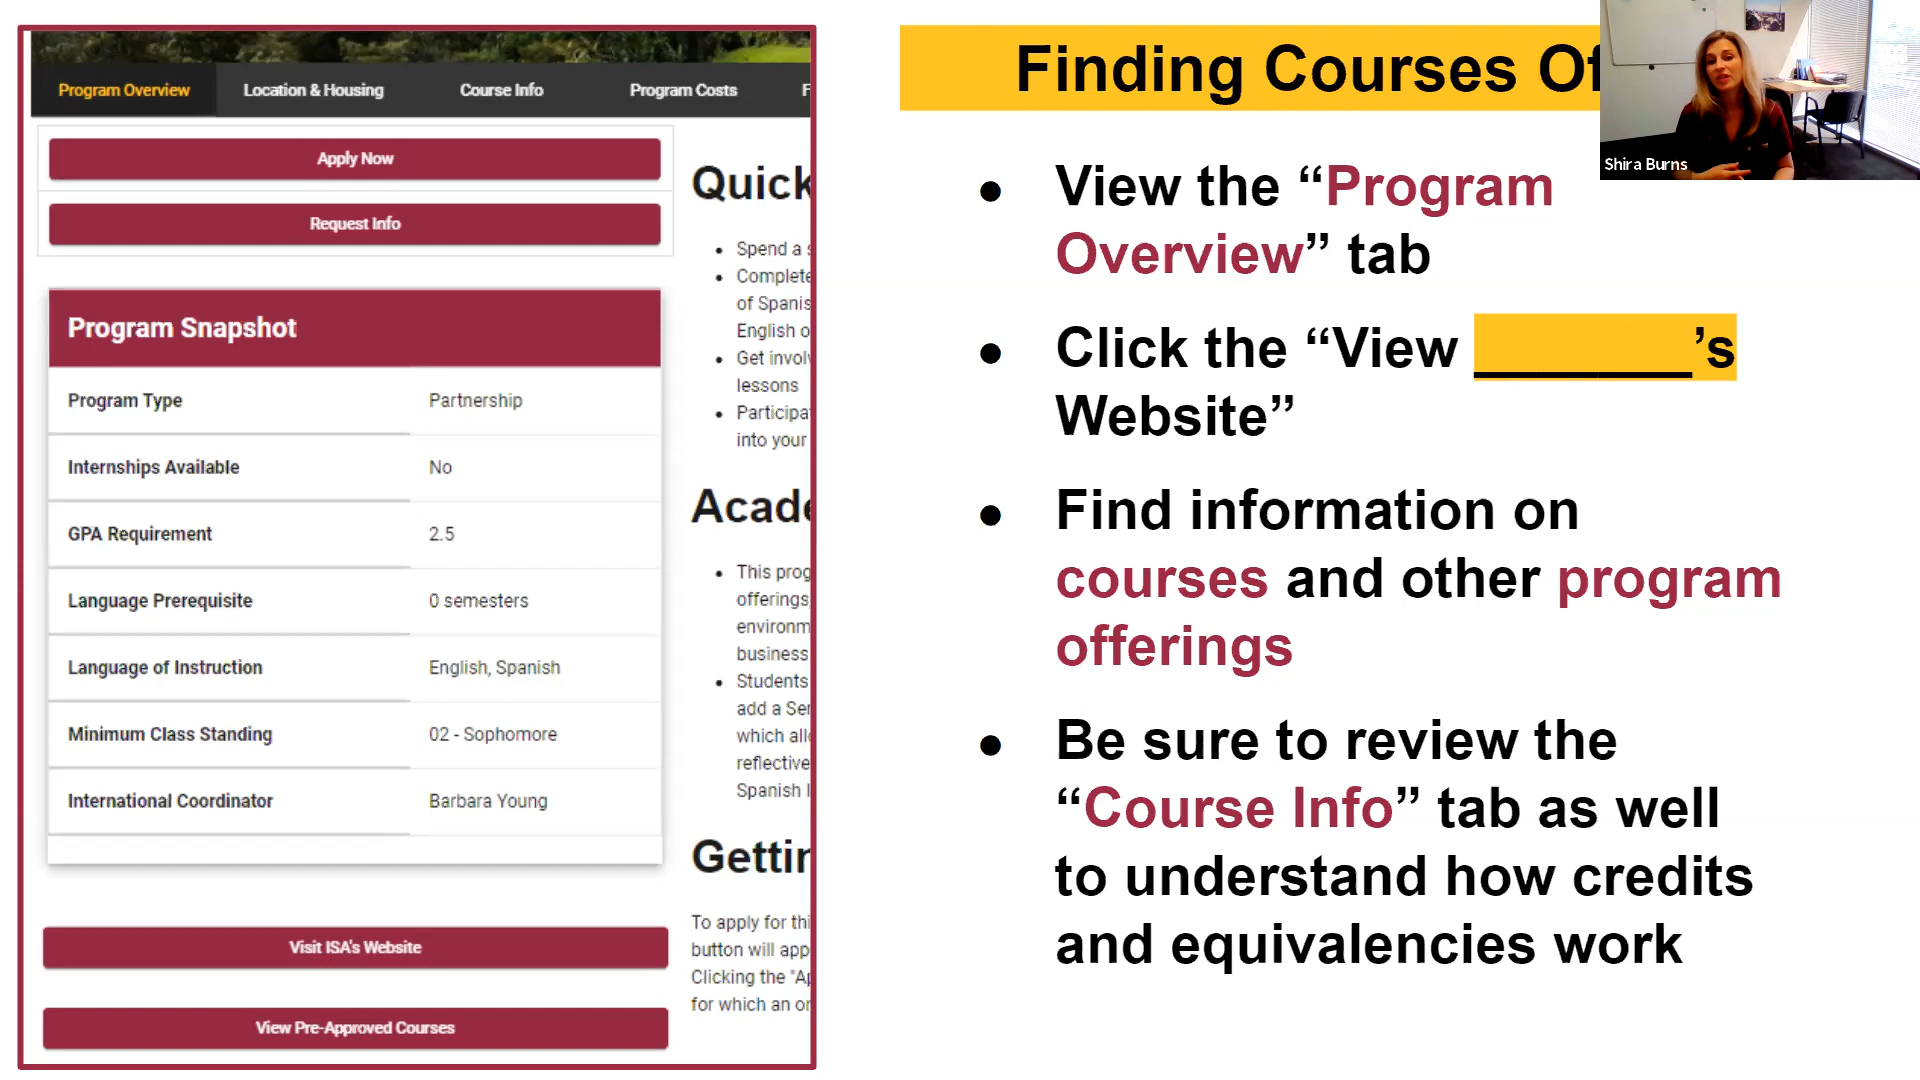 Program Overview Location & Housing Course Info Program Costs
Apply Now
Request Info
Program Snapshot
Program Type Partnership
Internships Available No
GPA Requirement 2.5
Language Prerequisite 0 semesters
Language of Instruction English, Spanish
Minimum Class Standing 02 - Sophomore
International Coordinator Barbara Young
Visit ISA's Website
View Pre-Approved Courses
Quick
• Spend a
• Complete
of Spanis
English o
• Get invol
lessons
• Participa
into your
Acade
• This prog
offerings
environm
business
• Students
add a Ser
which all
reflective
Spanish
Gettin
To apply for thi
button will app
Clicking the "Ap
for which an or
Finding Courses Of
● View the “Program
Overview” tab
● Click the “View _______’s
Website”
● Find information on
courses and other program
offerings
● Be sure to review the
“Course Info” tab as well
to understand how credits
and equivalencies work
Shira Burns